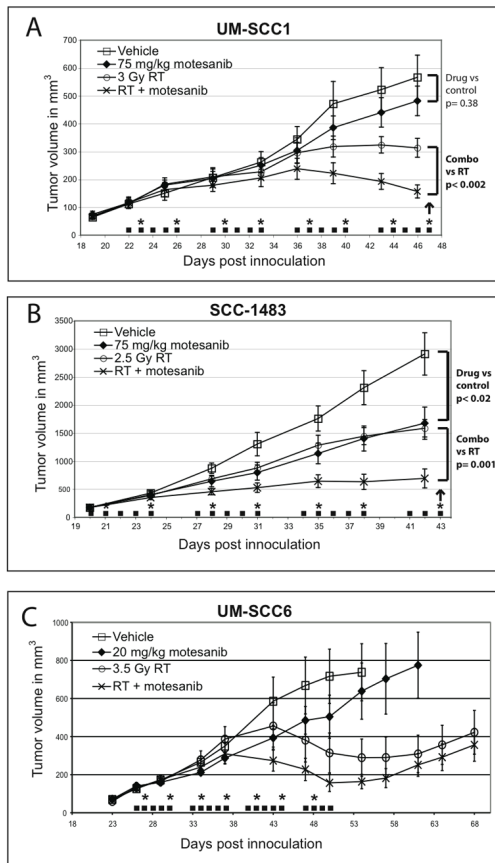 A
UM-SCC1
Vehicle
75 mg/kg motesanib
3 Gy RT
RT + motesanib
Tumor volume in mm3
700
600
500
400
300
200
100
0
Drug vs
control
p= 0.38
Combo
vs RT
p< 0.002
* * * * * * * * *
18 20 22 24 26 28 30 32 34 36 38 40 42 44 46 48
Days post innoculation
B
SCC-1483
Vehicle
75 mg/kg motesanib
2.5 Gy RT
RT + motesanib
Tumor volume in mm3
3500
3000
2500
2000
1500
1000
500
0
Drug vs
control
p< 0.02
Combo
vs RT
p= 0.001
* * * * * * *
19 21 23 25 27 29 31 33 35 37 39 41 43
Days post innoculation
C
UM-SCC6
Vehicle
20 mg/kg motesanib
3.5 Gy RT
RT + motesanib
Tumor volume in mm3
1000
800
600
400
200
0
* * * * * * *
18 23 28 33 38 43 48 53 58 63 68
Days post innoculation